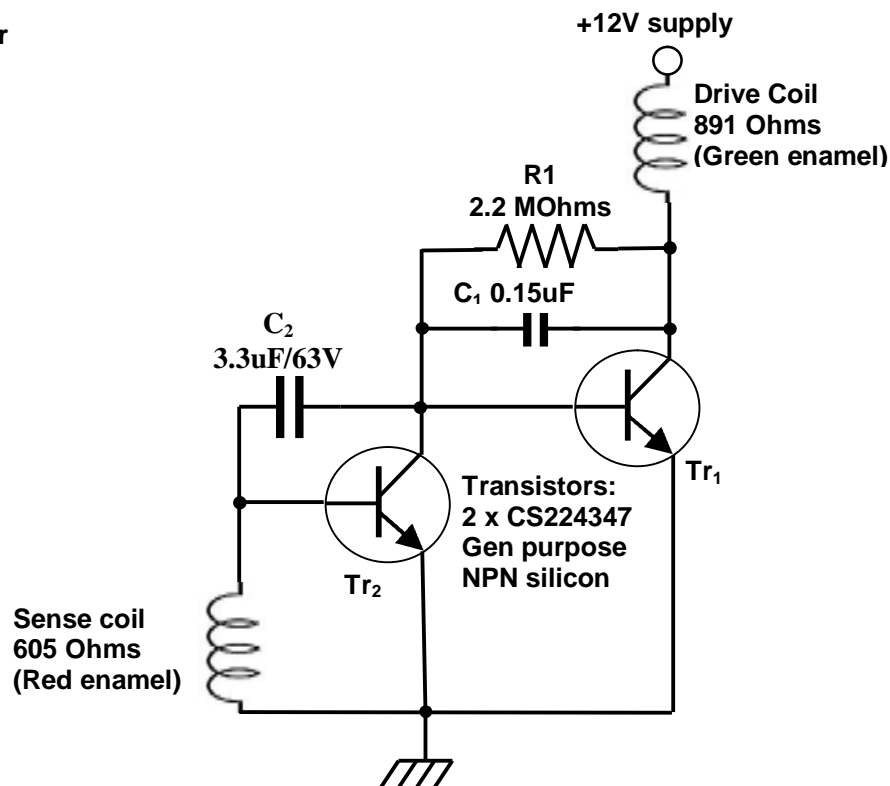 r
+12V supply
Drive Coil
891 Ohms
(Green enamel)
R1
2.2 MOhms
C₁ 0.15uF
C₂
3.3uF/63V
Tr₁
Transistors:
2 x CS224347
Gen purpose
NPN silicon
Tr₂
Sense coil
605 Ohms
(Red enamel)